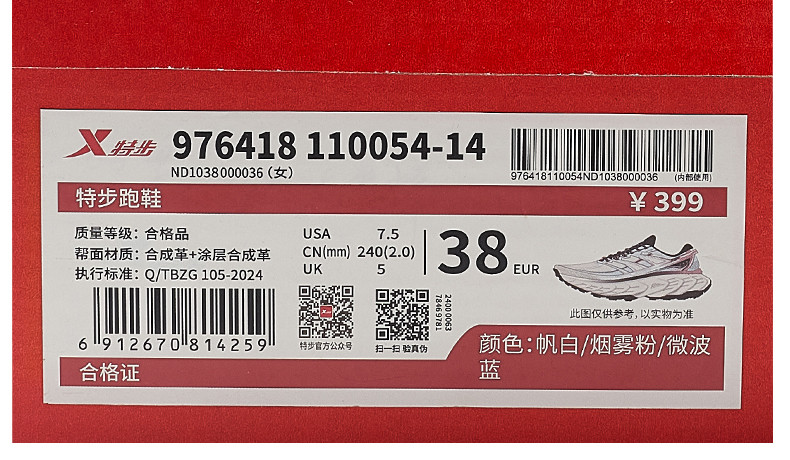 特步 976418 110054-14
ND1038000036 (女)
976418110054ND1038000036 (内部使用)
特步跑鞋 ¥ 399
质量等级: 合格品
帮面材质: 合成革+涂层合成革
执行标准: Q/TBZG 105-2024
USA 7.5
CN(mm) 240(2.0)
UK 5
38 EUR
此图仅供参考, 以实物为准
6 912670 814259
特步官方公众号
扫一扫 验真伪
24000063
78469781
颜色: 帆白/烟雾粉/微波
蓝
合格证